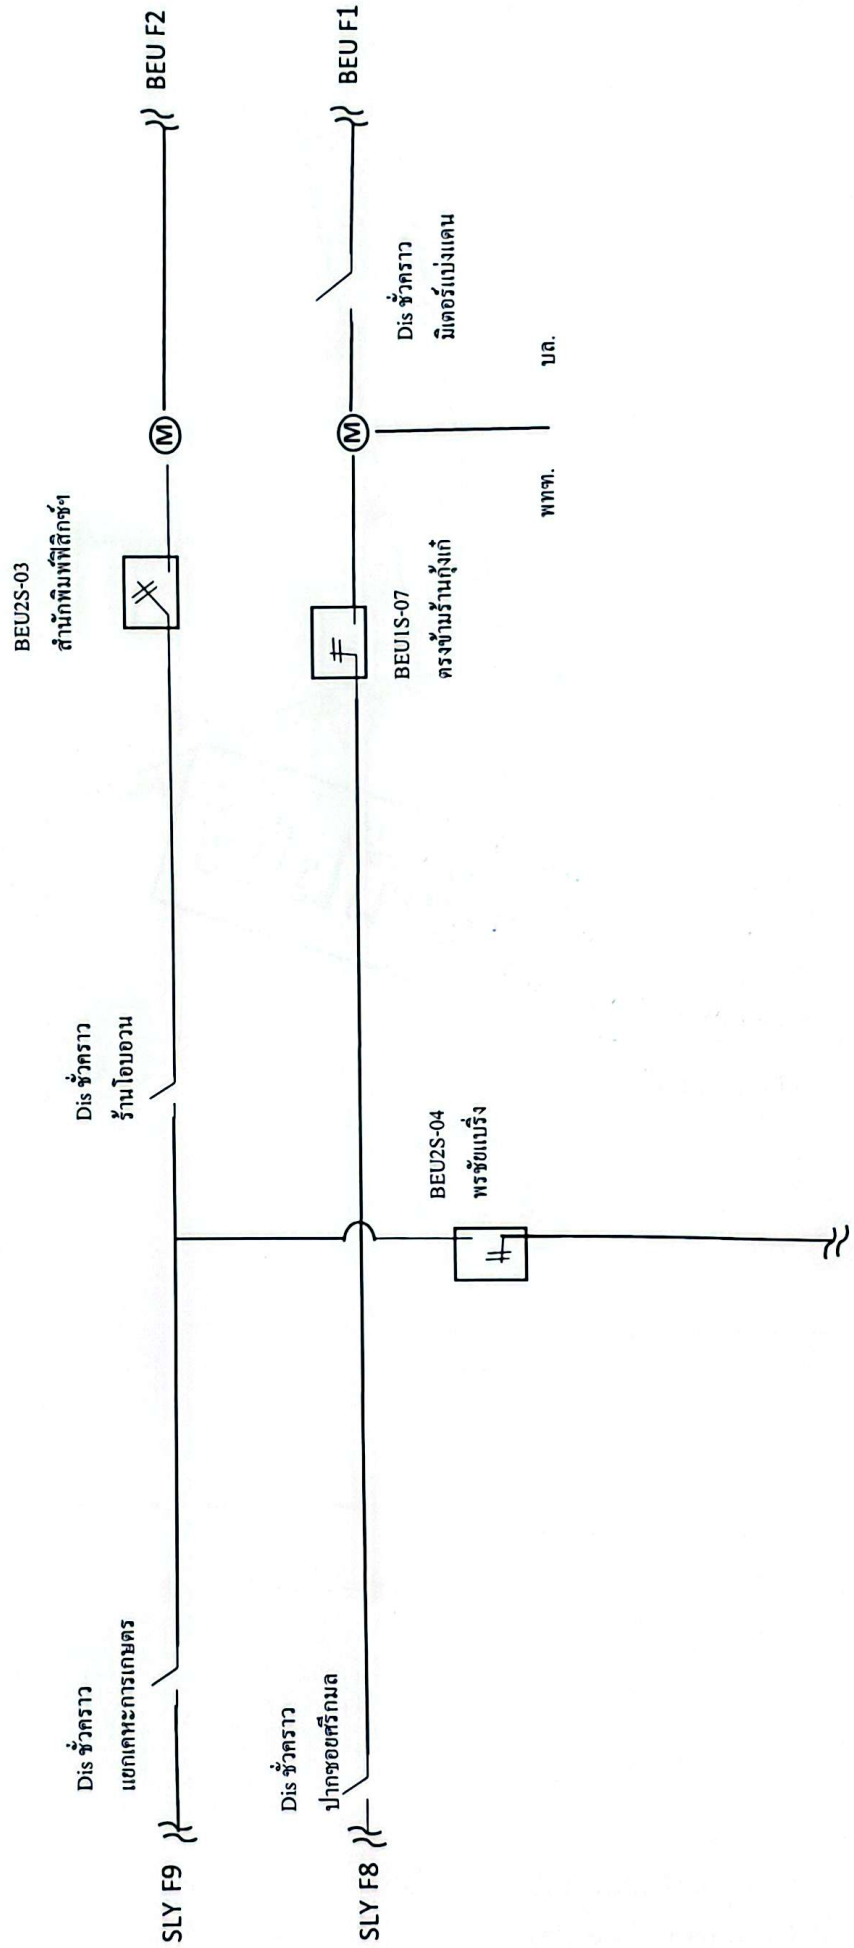 BEU2S-03
สำนักพิมพ์ฟิสิกซ์ฯ
BEU F2
M
Dis ชั่วคราว
ร้านโอบอวน
Dis ชั่วคราว
แยกเคหะการเกษตร
SLY F9
BEU F1
M
Dis ชั่วคราว
มิเตอร์แบ่งแดน
BEU1S-07
ตรงข้ามร้านกุ้งเก๋
พทฑ.
บล.
BEU2S-04
พรชัยแบริ่ง
Dis ชั่วคราว
ปากซอยศรีกมล
SLY F8